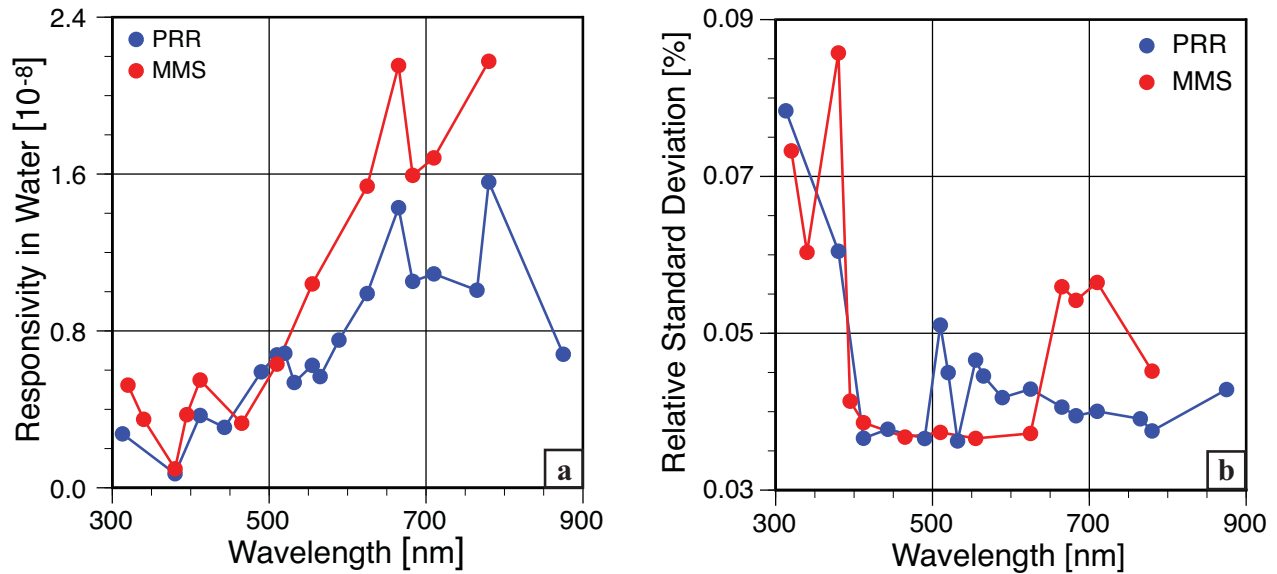 2.4
1.6
0.8
0.0
Responsivity in Water [10-8]
PRR
MMS
a
300
500
700
900
Wavelength [nm]
0.09
0.07
0.05
0.03
Relative Standard Deviation [%]
PRR
MMS
b
300
500
700
900
Wavelength [nm]